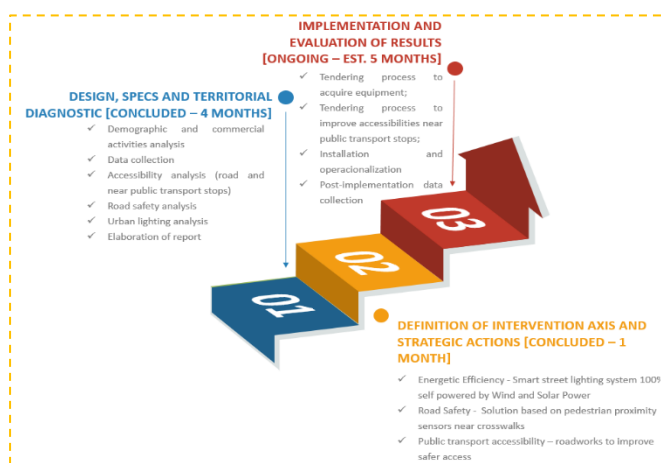 IMPLEMENTATION AND
EVALUATION OF RESULTS
[ONGOING – EST. 5 MONTHS]
✓ Tendering process to
acquire equipment;
✓ Tendering process to
improve accessibilities near
public transport stops;
✓ Installation and
operacionalization
✓ Post-implementation data
collection
DESIGN, SPECS AND TERRITORIAL
DIAGNOSTIC [CONCLUDED – 4 MONTHS]
✓ Demographic and commercial
activities analysis
✓ Data collection
✓ Accessibility analysis (road and
near public transport stops)
✓ Road safety analysis
✓ Urban lighting analysis
✓ Elaboration of report
01
02
03
DEFINITION OF INTERVENTION AXIS AND
STRATEGIC ACTIONS [CONCLUDED – 1
MONTH]
✓ Energetic Efficiency - Smart street lighting system 100%
self powered by Wind and Solar Power
✓ Road Safety - Solution based on pedestrian proximity
sensors near crosswalks
✓ Public transport accessibility – roadworks to improve
safer access